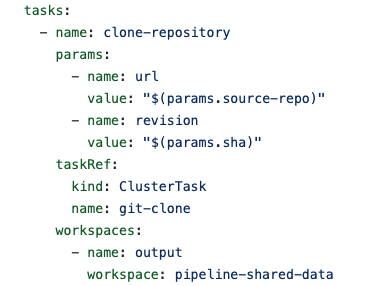 tasks:
  - name: clone-repository
    params:
      - name: url
        value: "$(params.source-repo)"
      - name: revision
        value: "$(params.sha)"
    taskRef:
      kind: ClusterTask
      name: git-clone
    workspaces:
      - name: output
        workspace: pipeline-shared-data